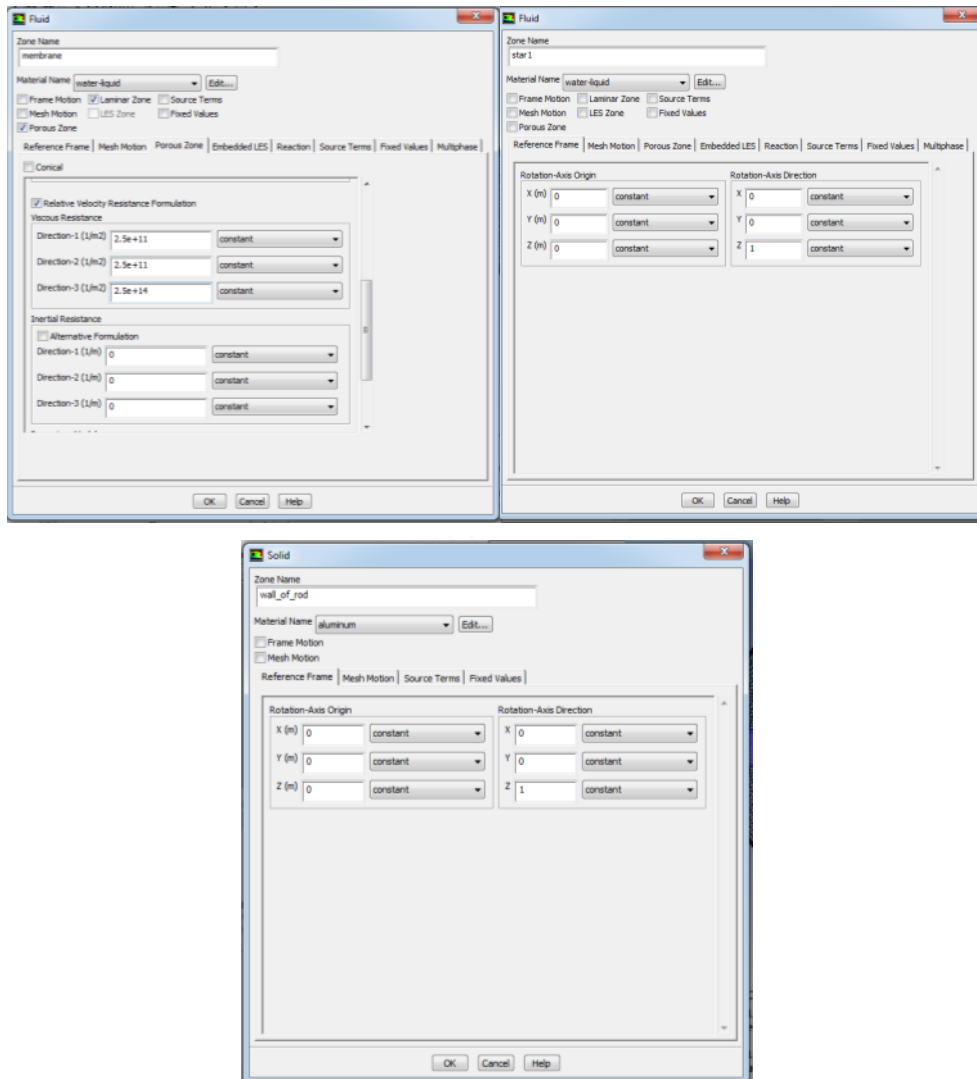 Fluid
Zone Name
membrane
Material Name water-liquid Edit...
Frame Motion Laminar Zone Source Terms
Mesh Motion LES Zone Fixed Values
Porous Zone
Reference Frame Mesh Motion Porous Zone Embedded LES Reaction Source Terms Fixed Values Multiphase
Conical
Relative Velocity Resistance Formulation
Viscous Resistance
Direction-1 (1/m2) 2.5e+11 constant
Direction-2 (1/m2) 2.5e+11 constant
Direction-3 (1/m2) 2.5e+14 constant
Inertial Resistance
Alternative Formulation
Direction-1 (1/m) 0 constant
Direction-2 (1/m) 0 constant
Direction-3 (1/m) 0 constant
OK Cancel Help
Fluid
Zone Name
star1
Material Name water-liquid Edit...
Frame Motion Laminar Zone Source Terms
Mesh Motion LES Zone Fixed Values
Porous Zone
Reference Frame Mesh Motion Porous Zone Embedded LES Reaction Source Terms Fixed Values Multiphase
Rotation-Axis Origin Rotation-Axis Direction
X (m) 0 constant X 0 constant
Y (m) 0 constant Y 0 constant
Z (m) 0 constant Z 1 constant
OK Cancel Help
Solid
Zone Name
wall_of_rod
Material Name aluminum Edit...
Frame Motion
Mesh Motion
Reference Frame Mesh Motion Source Terms Fixed Values
Rotation-Axis Origin Rotation-Axis Direction
X (m) 0 constant X 0 constant
Y (m) 0 constant Y 0 constant
Z (m) 0 constant Z 1 constant
OK Cancel Help